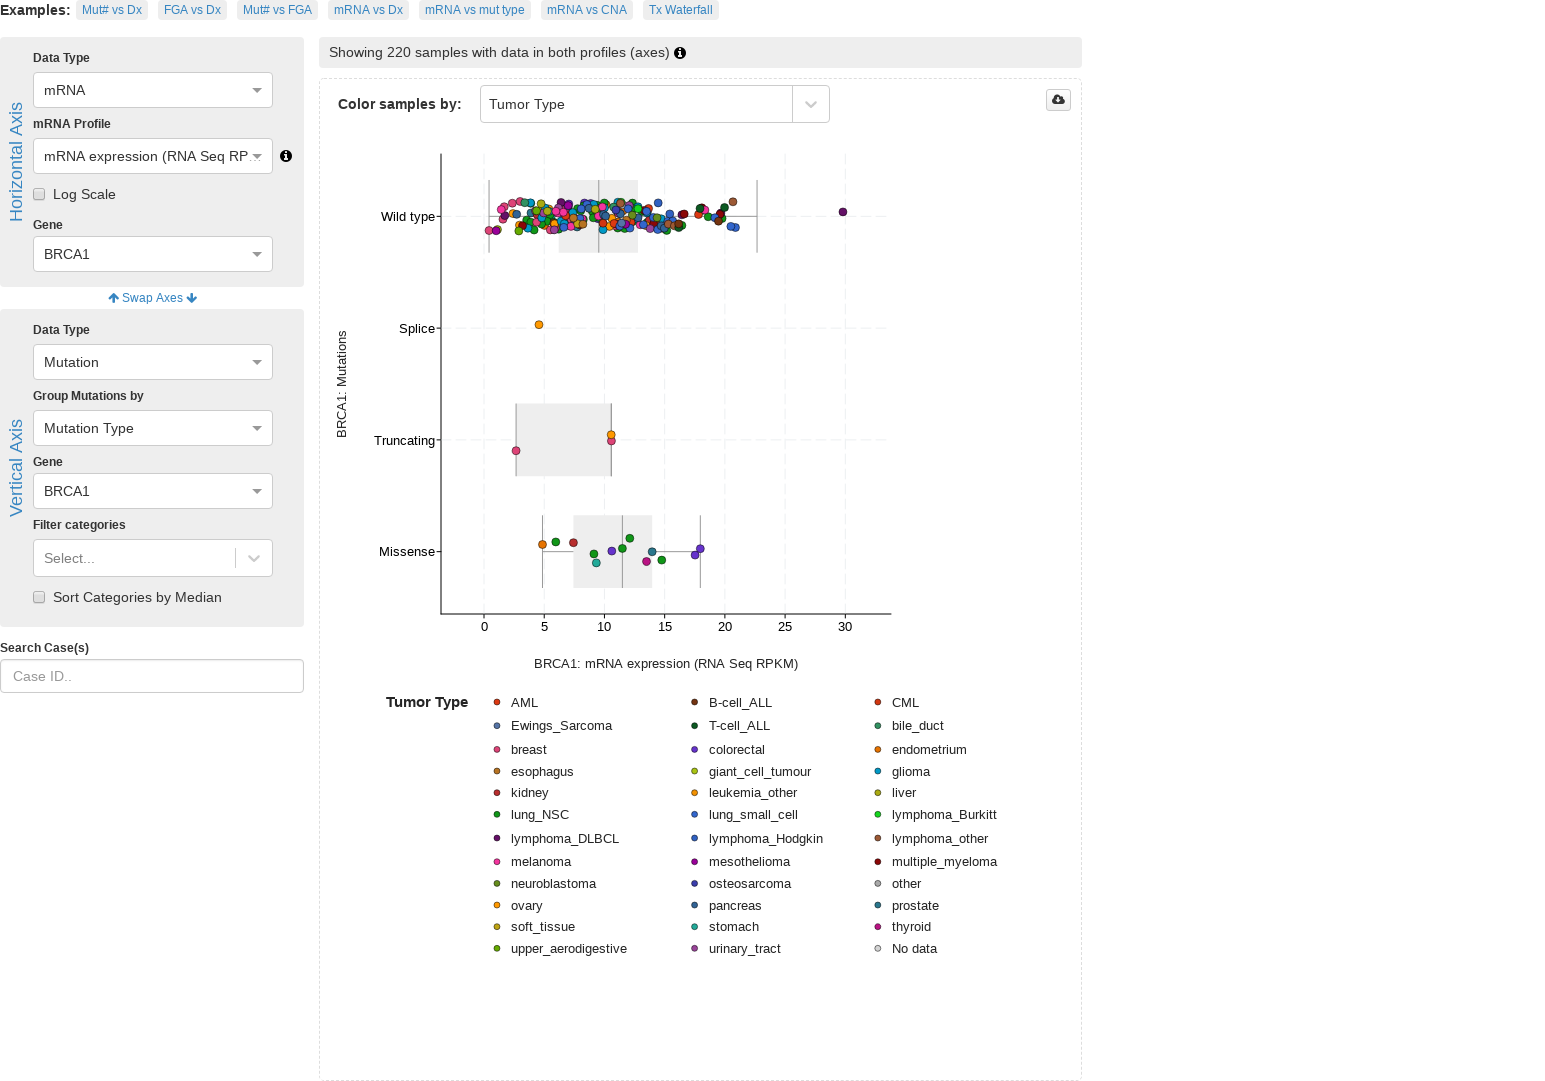 Examples: Mut# vs Dx FGA vs Dx Mut# vs FGA mRNA vs Dx mRNA vs mut type mRNA vs CNA Tx Waterfall
Horizontal Axis
Data Type
mRNA
mRNA Profile
mRNA expression (RNA Seq RP...
Log Scale
Gene
BRCA1
Swap Axes
Vertical Axis
Data Type
Mutation
Group Mutations by
Mutation Type
Gene
BRCA1
Filter categories
Select...
Sort Categories by Median
Search Case(s)
Case ID..
Showing 220 samples with data in both profiles (axes)
Color samples by: Tumor Type
BRCA1: Mutations
Wild type
Splice
Truncating
Missense
0 5 10 15 20 25 30
BRCA1: mRNA expression (RNA Seq RPKM)
Tumor Type AML B-cell_ALL CML
Ewings_Sarcoma T-cell_ALL bile_duct
breast colorectal endometrium
esophagus giant_cell_tumour glioma
kidney leukemia_other liver
lung_NSC lung_small_cell lymphoma_Burkitt
lymphoma_DLBCL lymphoma_Hodgkin lymphoma_other
melanoma mesothelioma multiple_myeloma
neuroblastoma osteosarcoma other
ovary pancreas prostate
soft_tissue stomach thyroid
upper_aerodigestive urinary_tract No data